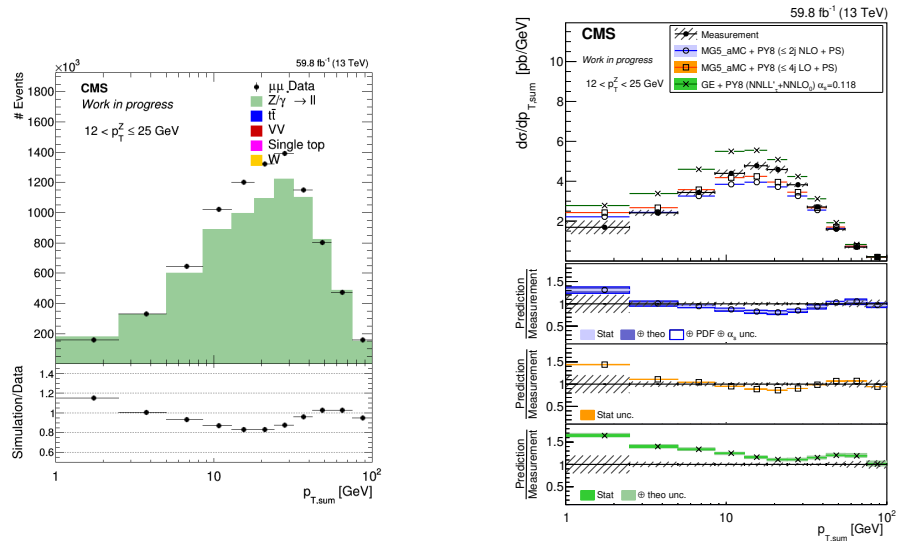 59.8 fb⁻¹ (13 TeV)
×10³
# Events
CMS
Work in progress
12 < p_T^Z ≤ 25 GeV
μμ Data
Z/γ → ll
tt̄
VV
Single top
W
1800
1600
1400
1200
1000
800
600
400
200
Simulation/Data
1.4
1.2
1
0.8
0.6
1
10
10²
p_T,sum [GeV]
59.8 fb⁻¹ (13 TeV)
dσ/dp_T,sum [pb/GeV]
CMS
Work in progress
12 < p_T^Z < 25 GeV
Measurement
MG5_aMC + PY8 (≤ 2j NLO + PS)
MG5_aMC + PY8 (≤ 4j LO + PS)
GE + PY8 (NNLL'_τ+NNLO_0) α_s=0.118
10
8
6
4
2
Prediction
Measurement
1.5
1
0.5
Stat
⊕ theo
⊕ PDF ⊕ α_s unc.
Prediction
Measurement
1.5
1
0.5
Stat unc.
Prediction
Measurement
1.5
1
0.5
Stat
⊕ theo unc.
1
10
10²
p_T,sum [GeV]